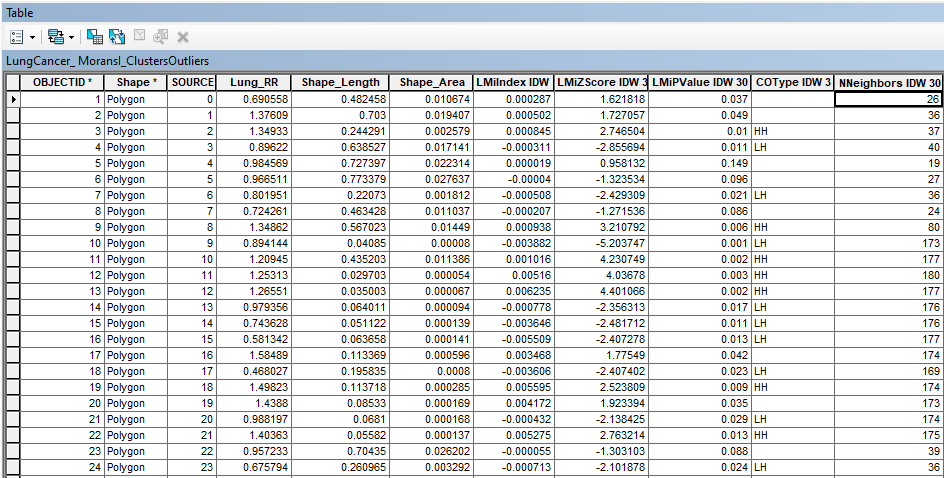 Table
LungCancer_ MoransI_ClustersOutliers
OBJECTID * Shape * SOURCE Lung_RR Shape_Length Shape_Area LMiIndex IDW LMiZScore IDW 3 LMiPValue IDW 30 COType IDW 3 NNeighbors IDW 30
1 Polygon 0 0.690558 0.482458 0.010674 0.000287 1.621818 0.037 26
2 Polygon 1 1.37609 0.703 0.019407 0.000502 1.727057 0.049 36
3 Polygon 2 1.34933 0.244291 0.002579 0.000845 2.746504 0.01 HH 37
4 Polygon 3 0.89622 0.638527 0.017141 -0.000311 -2.855694 0.011 LH 40
5 Polygon 4 0.984569 0.727397 0.022314 0.000019 0.958132 0.149 19
6 Polygon 5 0.966511 0.773379 0.027637 -0.00004 -1.323534 0.096 27
7 Polygon 6 0.801951 0.22073 0.001812 -0.000508 -2.429309 0.021 LH 36
8 Polygon 7 0.724261 0.463428 0.011037 -0.000207 -1.271536 0.086 24
9 Polygon 8 1.34862 0.567023 0.01449 0.000938 3.210792 0.006 HH 80
10 Polygon 9 0.894144 0.04085 0.00008 -0.003882 -5.203747 0.001 LH 173
11 Polygon 10 1.20945 0.435203 0.011386 0.001016 4.230749 0.002 HH 177
12 Polygon 11 1.25313 0.029703 0.000054 0.00516 4.03678 0.003 HH 180
13 Polygon 12 1.26551 0.035003 0.000067 0.006235 4.401066 0.002 HH 177
14 Polygon 13 0.979356 0.064011 0.000094 -0.000778 -2.356313 0.017 LH 176
15 Polygon 14 0.743628 0.051122 0.000139 -0.003646 -2.481712 0.011 LH 176
16 Polygon 15 0.581342 0.063658 0.000141 -0.005509 -2.407278 0.013 LH 177
17 Polygon 16 1.58489 0.113369 0.000596 0.003468 1.77549 0.042 174
18 Polygon 17 0.468027 0.195835 0.0008 -0.003606 -2.407402 0.023 LH 169
19 Polygon 18 1.49823 0.113718 0.000285 0.005595 2.523809 0.009 HH 174
20 Polygon 19 1.4388 0.08533 0.000169 0.004172 1.923394 0.035 173
21 Polygon 20 0.988197 0.0681 0.000168 -0.000432 -2.138425 0.029 LH 174
22 Polygon 21 1.40363 0.05582 0.000137 0.005275 2.763214 0.013 HH 175
23 Polygon 22 0.957233 0.70435 0.026202 -0.000055 -1.303103 0.088 39
24 Polygon 23 0.675794 0.260965 0.003292 -0.000713 -2.101878 0.024 LH 36